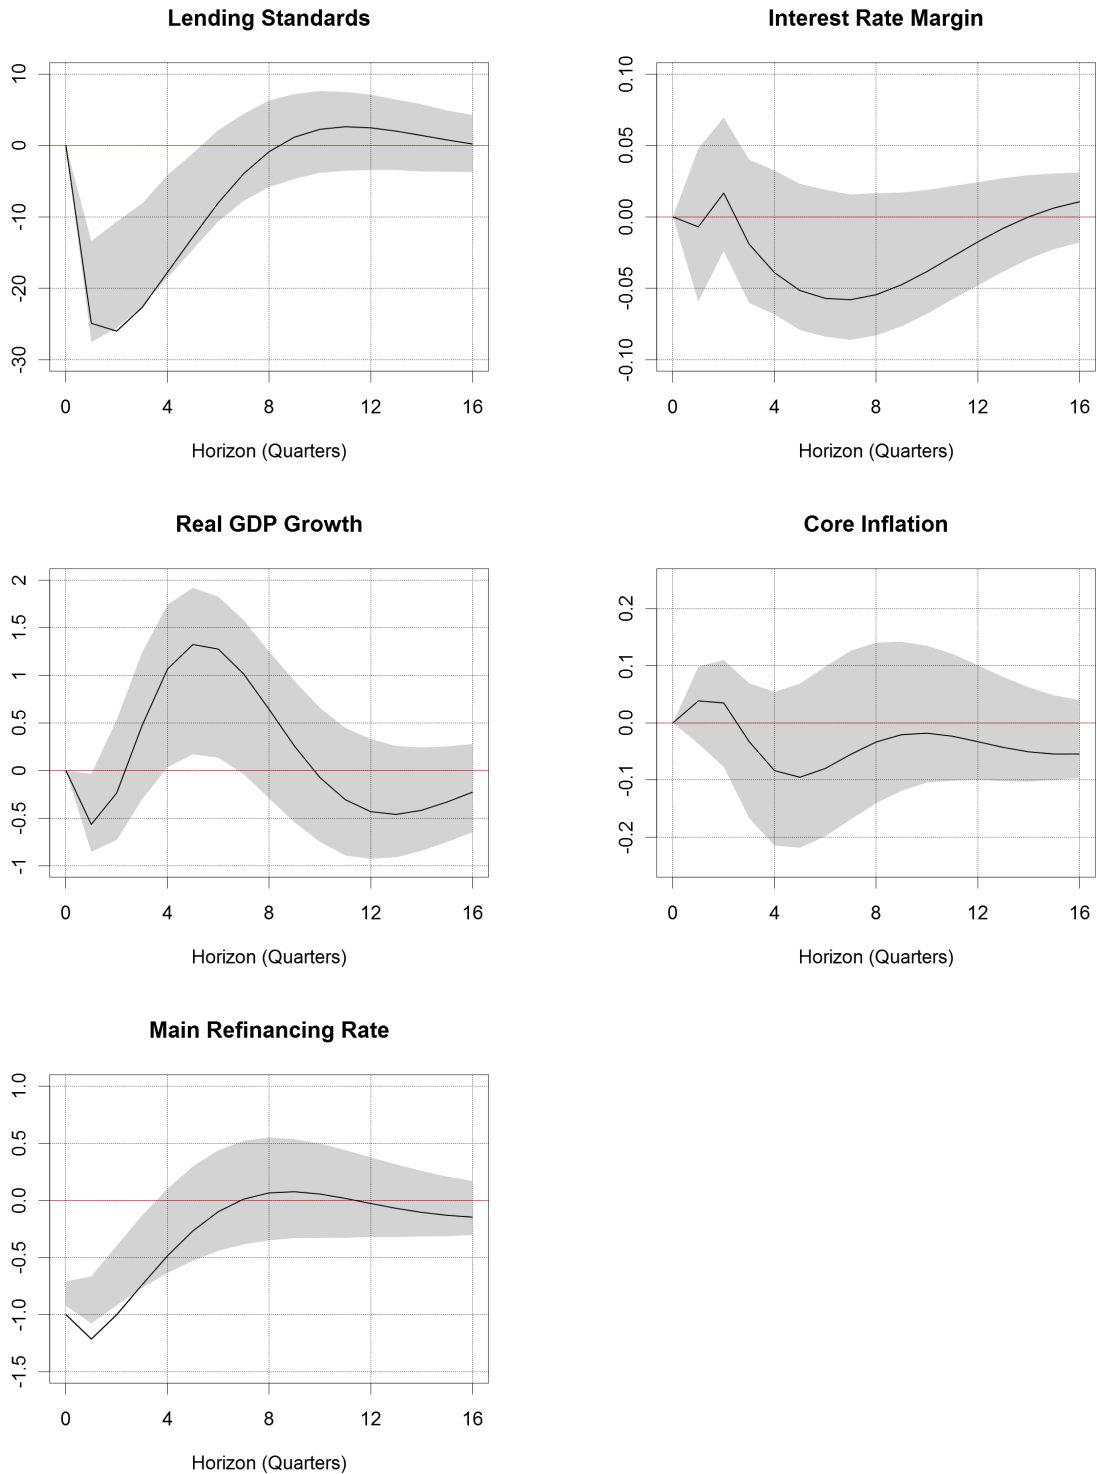 Lending Standards
10
0
-10
-20
-30
0 4 8 12 16
Horizon (Quarters)
Interest Rate Margin
0.10
0.05
0.00
-0.05
-0.10
0 4 8 12 16
Horizon (Quarters)
Real GDP Growth
2
1.5
1
0.5
0
-0.5
-1
0 4 8 12 16
Horizon (Quarters)
Core Inflation
0.2
0.1
0.0
-0.1
-0.2
0 4 8 12 16
Horizon (Quarters)
Main Refinancing Rate
1.0
0.5
0.0
-0.5
-1.0
-1.5
0 4 8 12 16
Horizon (Quarters)